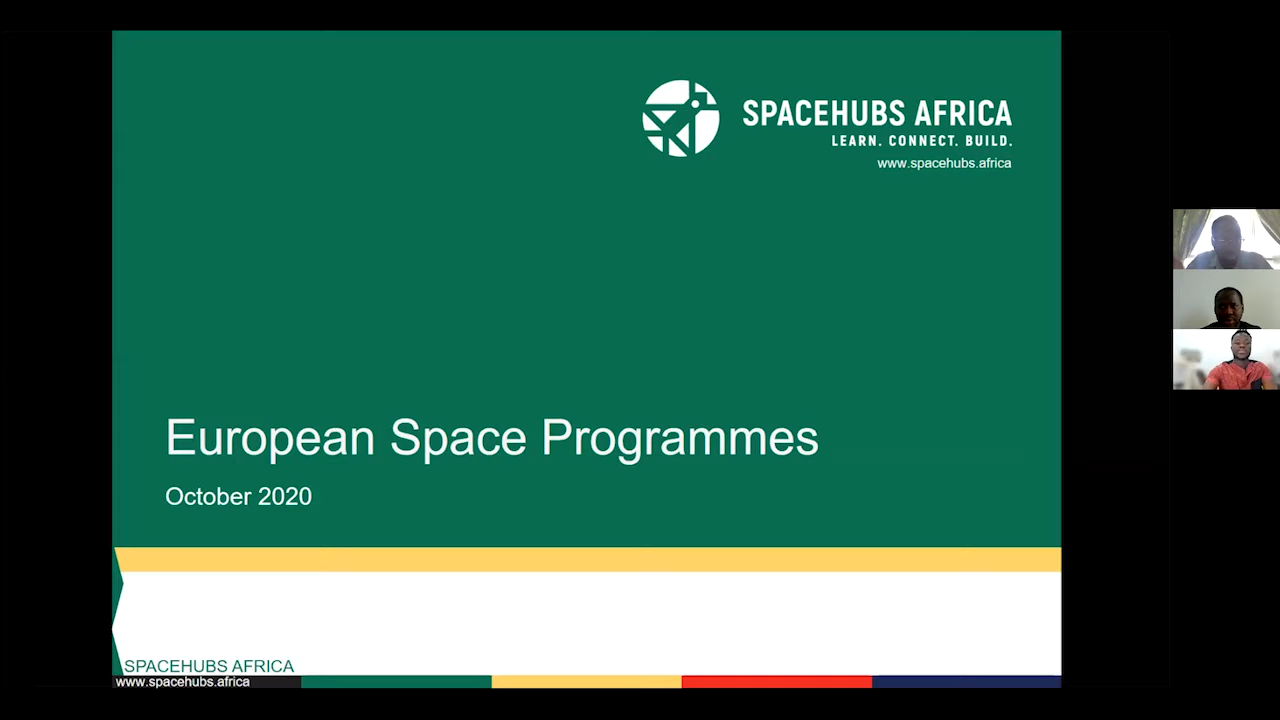 SPACEHUBS AFRICA
LEARN. CONNECT. BUILD.
www.spacehubs.africa
European Space Programmes
October 2020
SPACEHUBS AFRICA
www.spacehubs.africa